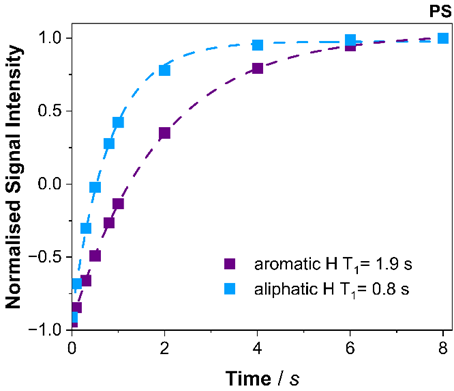 PS
Normalised Signal Intensity
1.0
0.5
0.0
−0.5
−1.0
aromatic H T₁= 1.9 s
aliphatic H T₁= 0.8 s
0 2 4 6 8
Time / s